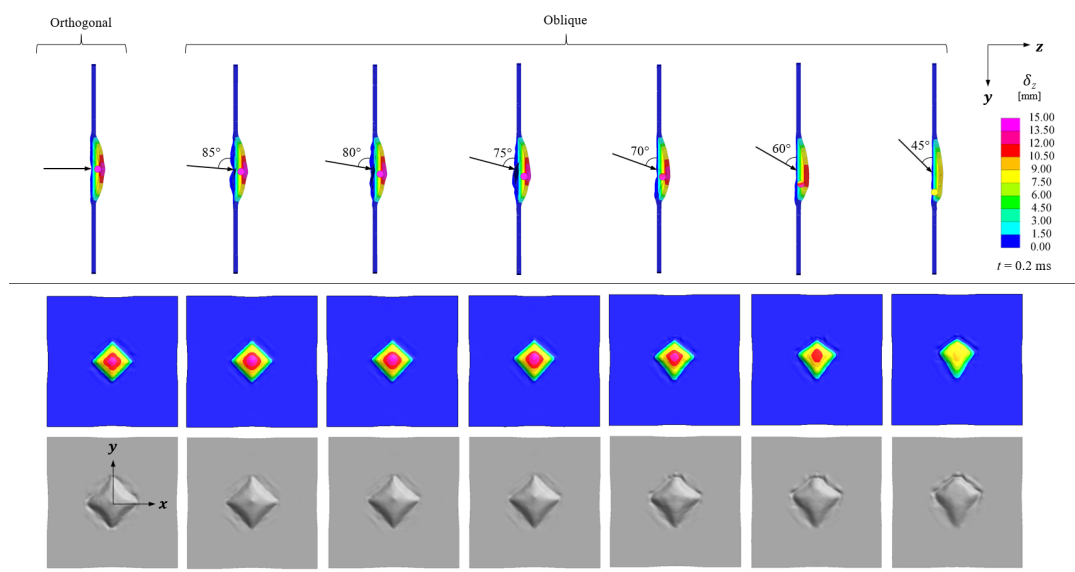 Orthogonal
Oblique
z
y
δz
[mm]
85°
80°
75°
70°
60°
45°
15.00
13.50
12.00
10.50
9.00
7.50
6.00
4.50
3.00
1.50
0.00
t = 0.2 ms
y
x